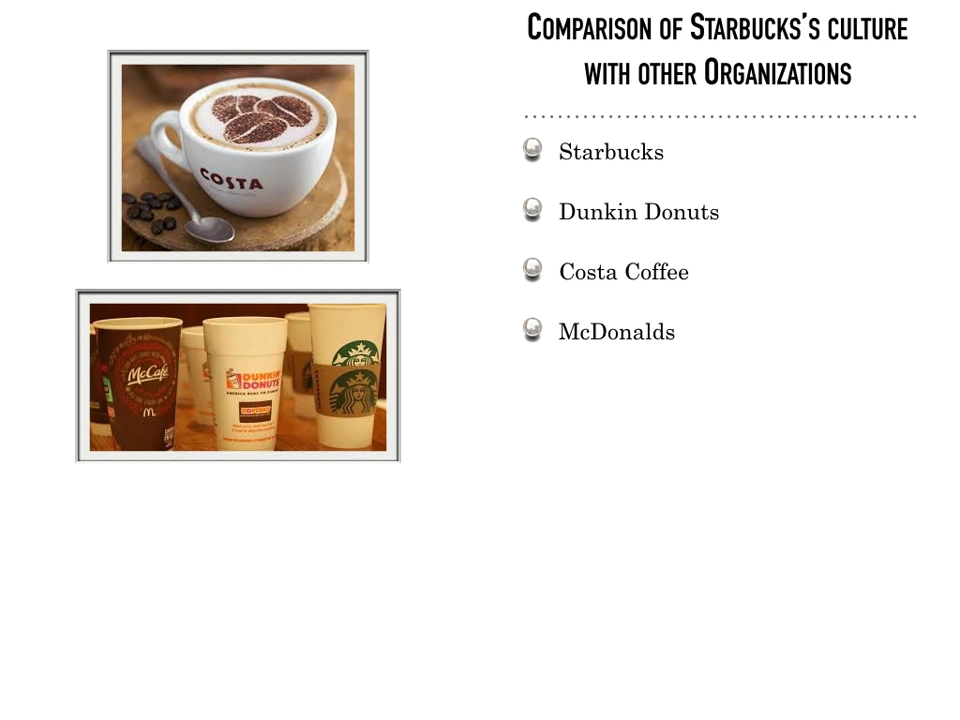 COMPARISON OF STARBUCKS'S CULTURE
WITH OTHER ORGANIZATIONS
Starbucks
Dunkin Donuts
Costa Coffee
McDonalds
COSTA
McCafé
DUNKIN'
DONUTS
AMERICA RUNS ON DUNKIN'